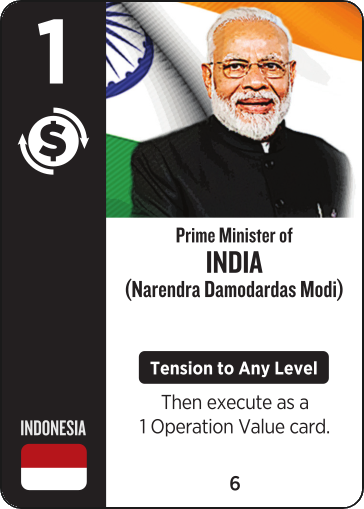 1
$
Prime Minister of
INDIA
(Narendra Damodardas Modi)
Tension to Any Level
Then execute as a
1 Operation Value card.
INDONESIA
6